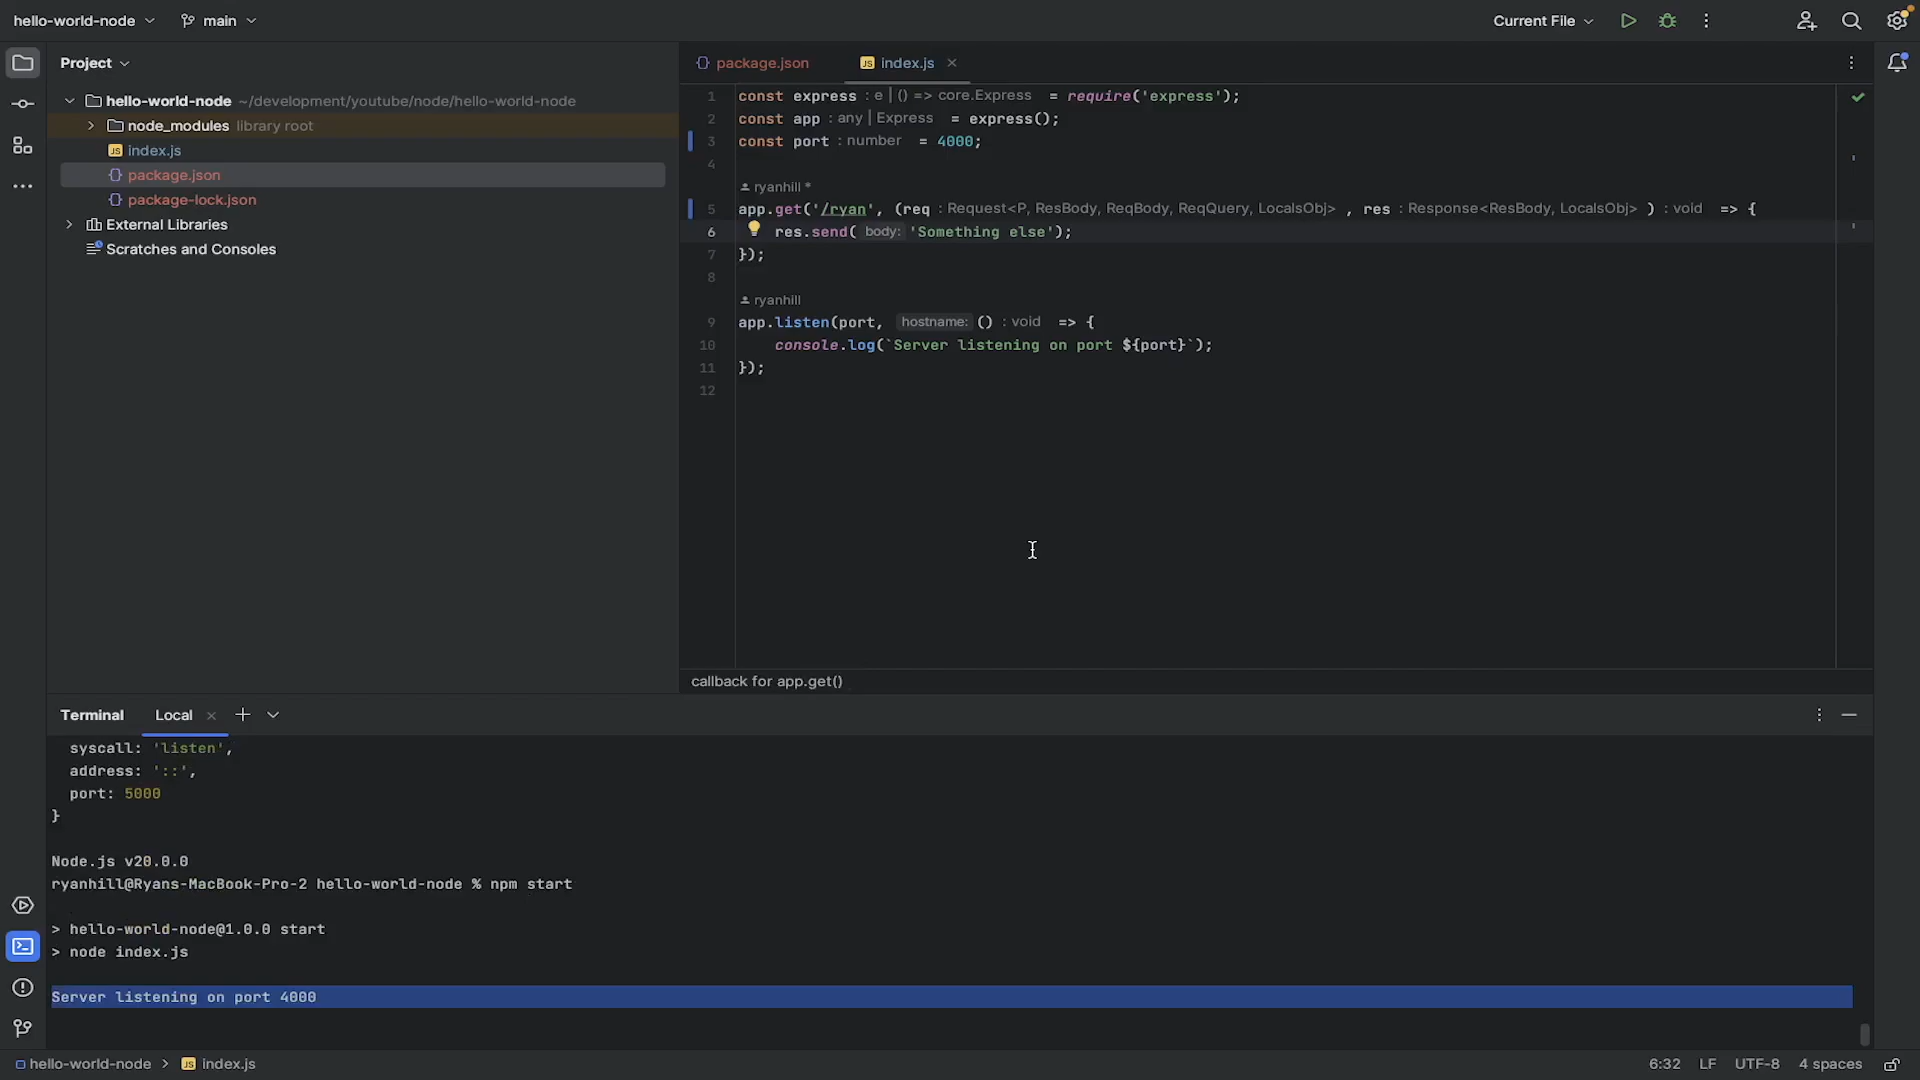 hello-world-node
main
Current File
Project
package.json
index.js
hello-world-node ~/development/youtube/node/hello-world-node
node_modules library root
index.js
package.json
package-lock.json
External Libraries
Scratches and Consoles
1 const express : e | () => core.Express = require('express');
2 const app : any | Express = express();
3 const port : number = 4000;
4
ryanhill *
5 app.get('/ryan', (req : Request<P, ResBody, ReqBody, ReqQuery, LocalsObj> , res : Response<ResBody, LocalsObj> ) : void => {
6 res.send( body: 'Something else');
7 });
8
ryanhill
9 app.listen(port, hostname: () : void => {
10 console.log(`Server listening on port ${port}`);
11 });
12
callback for app.get()
Terminal
Local
syscall: 'listen',
address: '::',
port: 5000
}
Node.js v20.0.0
ryanhill@Ryans-MacBook-Pro-2 hello-world-node % npm start
> hello-world-node@1.0.0 start
> node index.js
Server listening on port 4000
hello-world-node > index.js
6:32 LF UTF-8 4 spaces